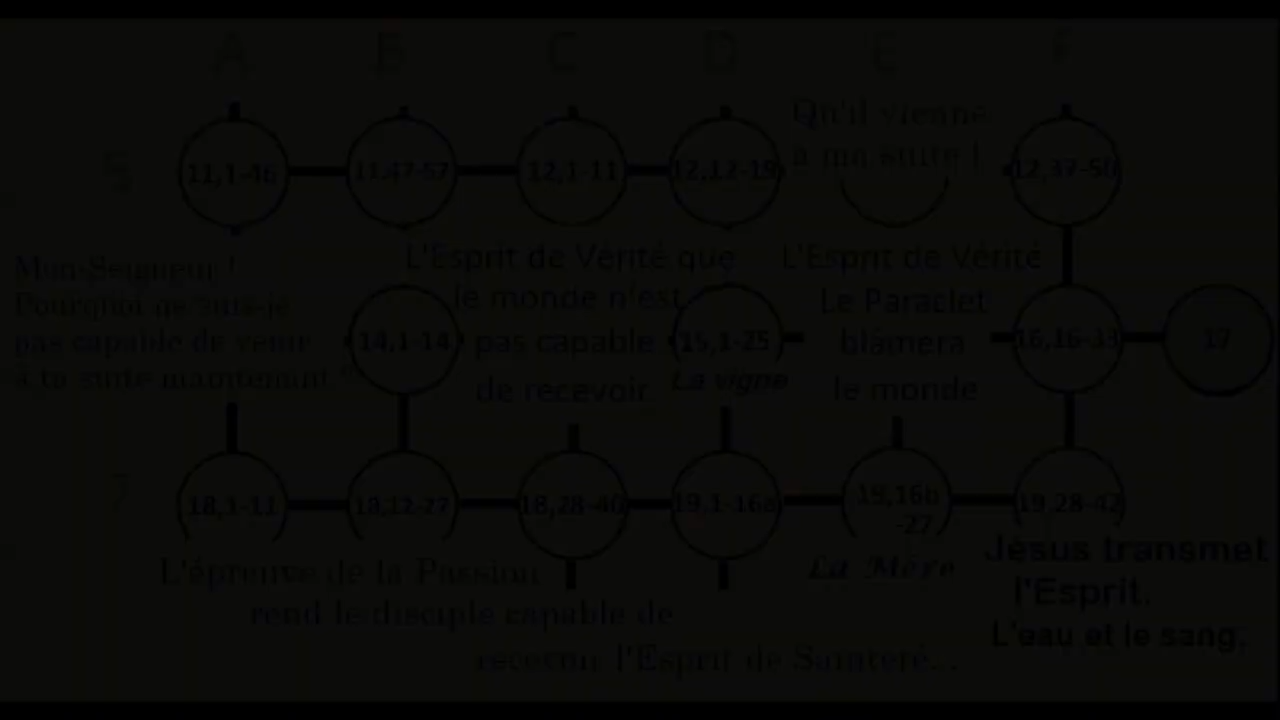 A B C D E F
Qu'il vienne
à ma suite !
5 11,1-46 11,47-57 12,1-11 12,12-19 12,37-50
L'Esprit de Vérité que L'Esprit de Vérité
Mon Seigneur !
le monde n'est Le Paraclet
Pourquoi ne suis-je
pas capable de venir 14,1-14 pas capable 15,1-25 blâmera 16,16-33 17
à ta suite maintenant
La vigne
de recevoir le monde
7 18,1-11 18,12-27 18,28-40 19,1-16a 19,16b 19,28-42
-27
Jésus transmet
L'épreuve de la Passion La Mère
l'Esprit.
rend le disciple capable de
L'eau et le sang.
recevoir l'Esprit de Sainteté...